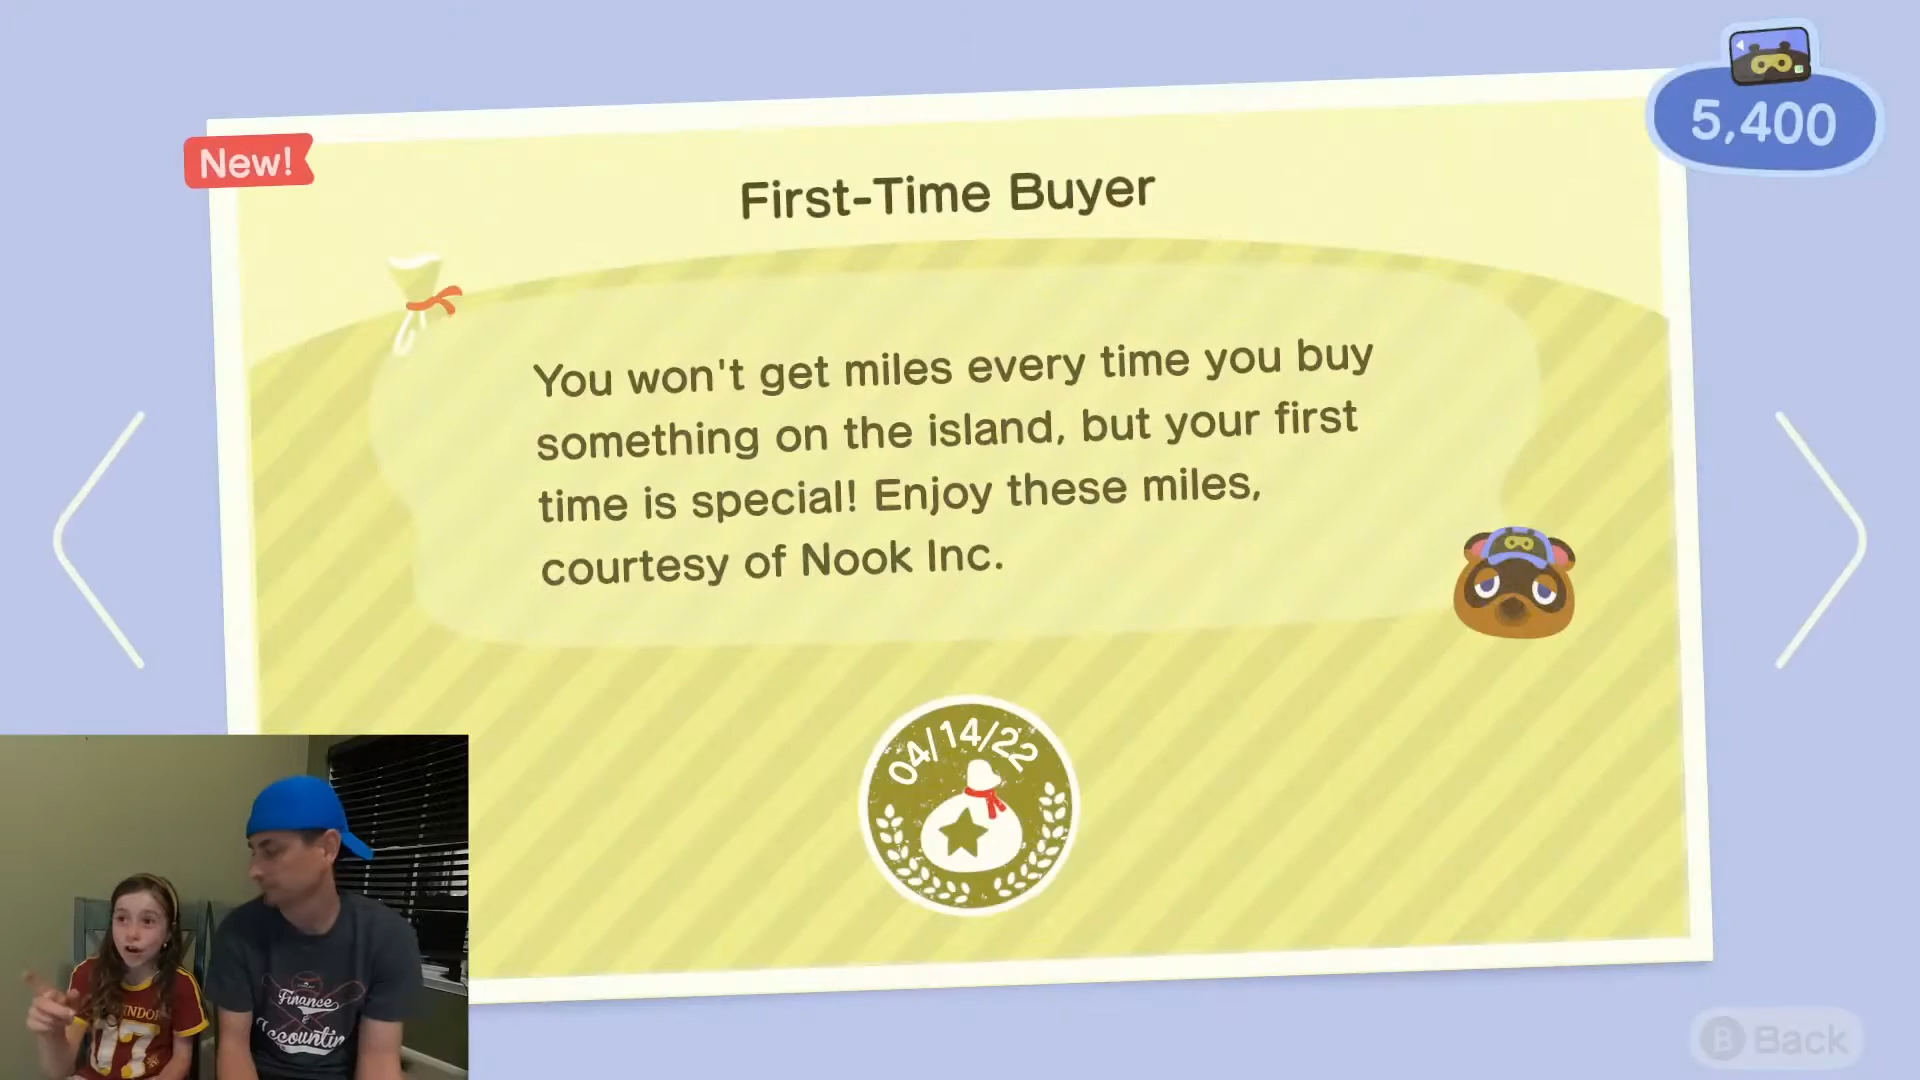 5,400
New!
First-Time Buyer
You won't get miles every time you buy
something on the island, but your first
time is special! Enjoy these miles,
courtesy of Nook Inc.
04/14/22
Finance
&
17
B Back